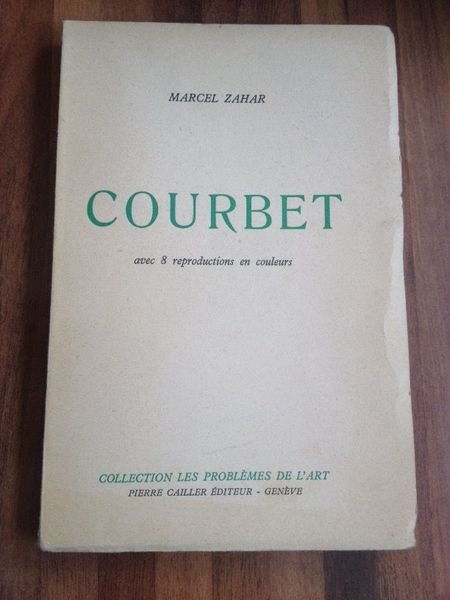 MARCEL ZAHAR
COURBET
avec 8 reproductions en couleurs
COLLECTION LES PROBLÈMES DE L'ART
PIERRE CAILLER ÉDITEUR - GENÈVE